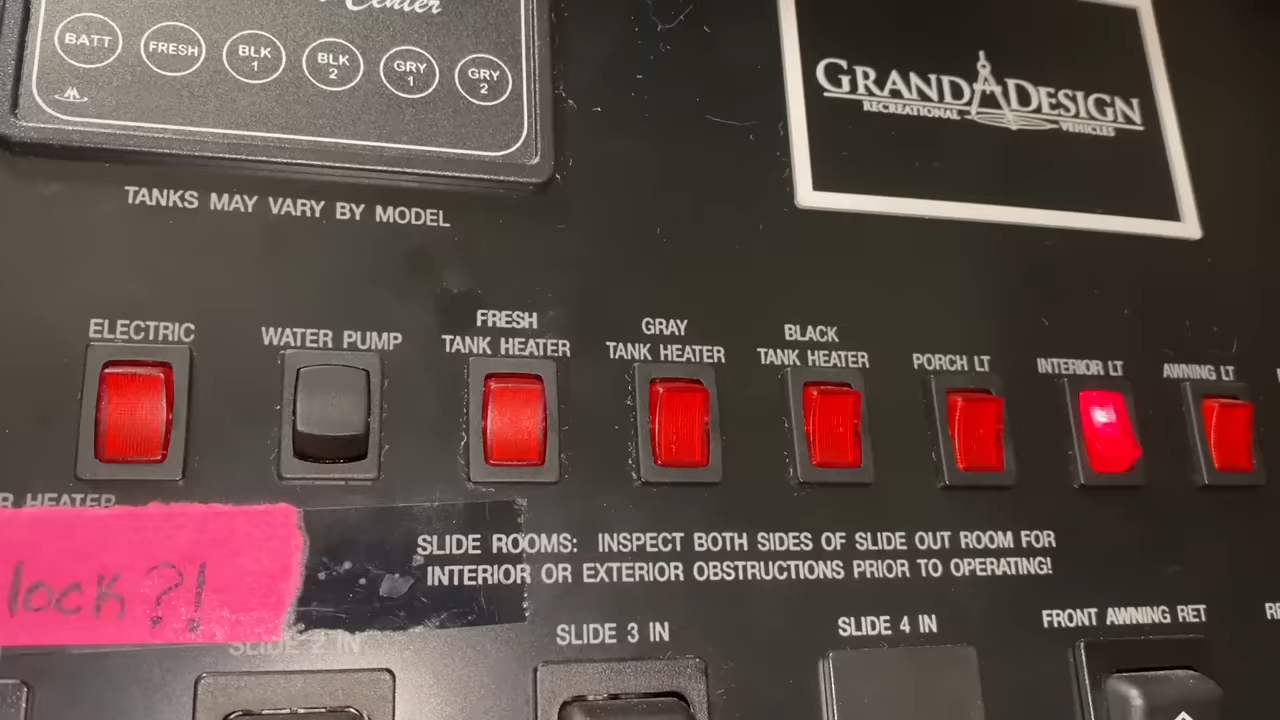 Center
BATT
FRESH
BLK
1
BLK
2
GRY
1
GRY
2
GRAND DESIGN
RECREATIONAL VEHICLES
TANKS MAY VARY BY MODEL
ELECTRIC
WATER PUMP
FRESH
TANK HEATER
GRAY
TANK HEATER
BLACK
TANK HEATER
PORCH LT
INTERIOR LT
AWNING LT
R HEATER
lock?!
SLIDE ROOMS: INSPECT BOTH SIDES OF SLIDE OUT ROOM FOR
INTERIOR OR EXTERIOR OBSTRUCTIONS PRIOR TO OPERATING!
SLIDE 2 IN
SLIDE 3 IN
SLIDE 4 IN
FRONT AWNING RET